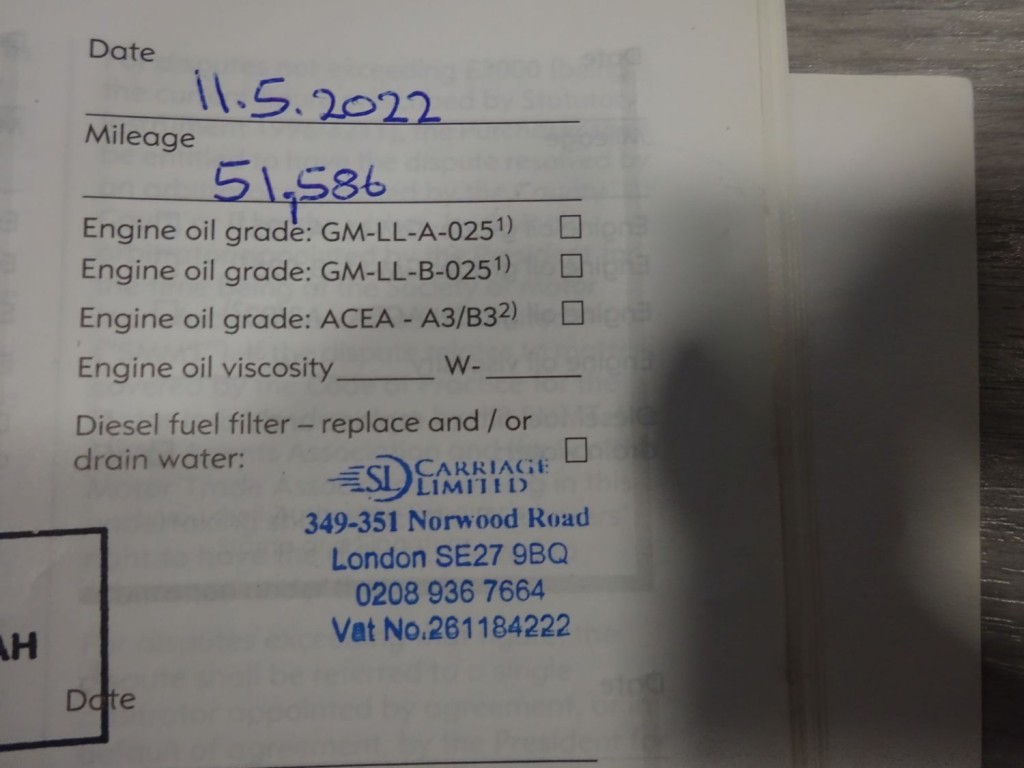 Date
11.5.2022
Mileage
51,586
Engine oil grade: GM-LL-A-025¹⁾
Engine oil grade: GM-LL-B-025¹⁾
Engine oil grade: ACEA - A3/B3²⁾
Engine oil viscosity ______ W- ______
Diesel fuel filter – replace and / or
drain water:
SL CARRIAGE
LIMITED
349-351 Norwood Road
London SE27 9BQ
0208 936 7664
Vat No.261184222
AH
Date